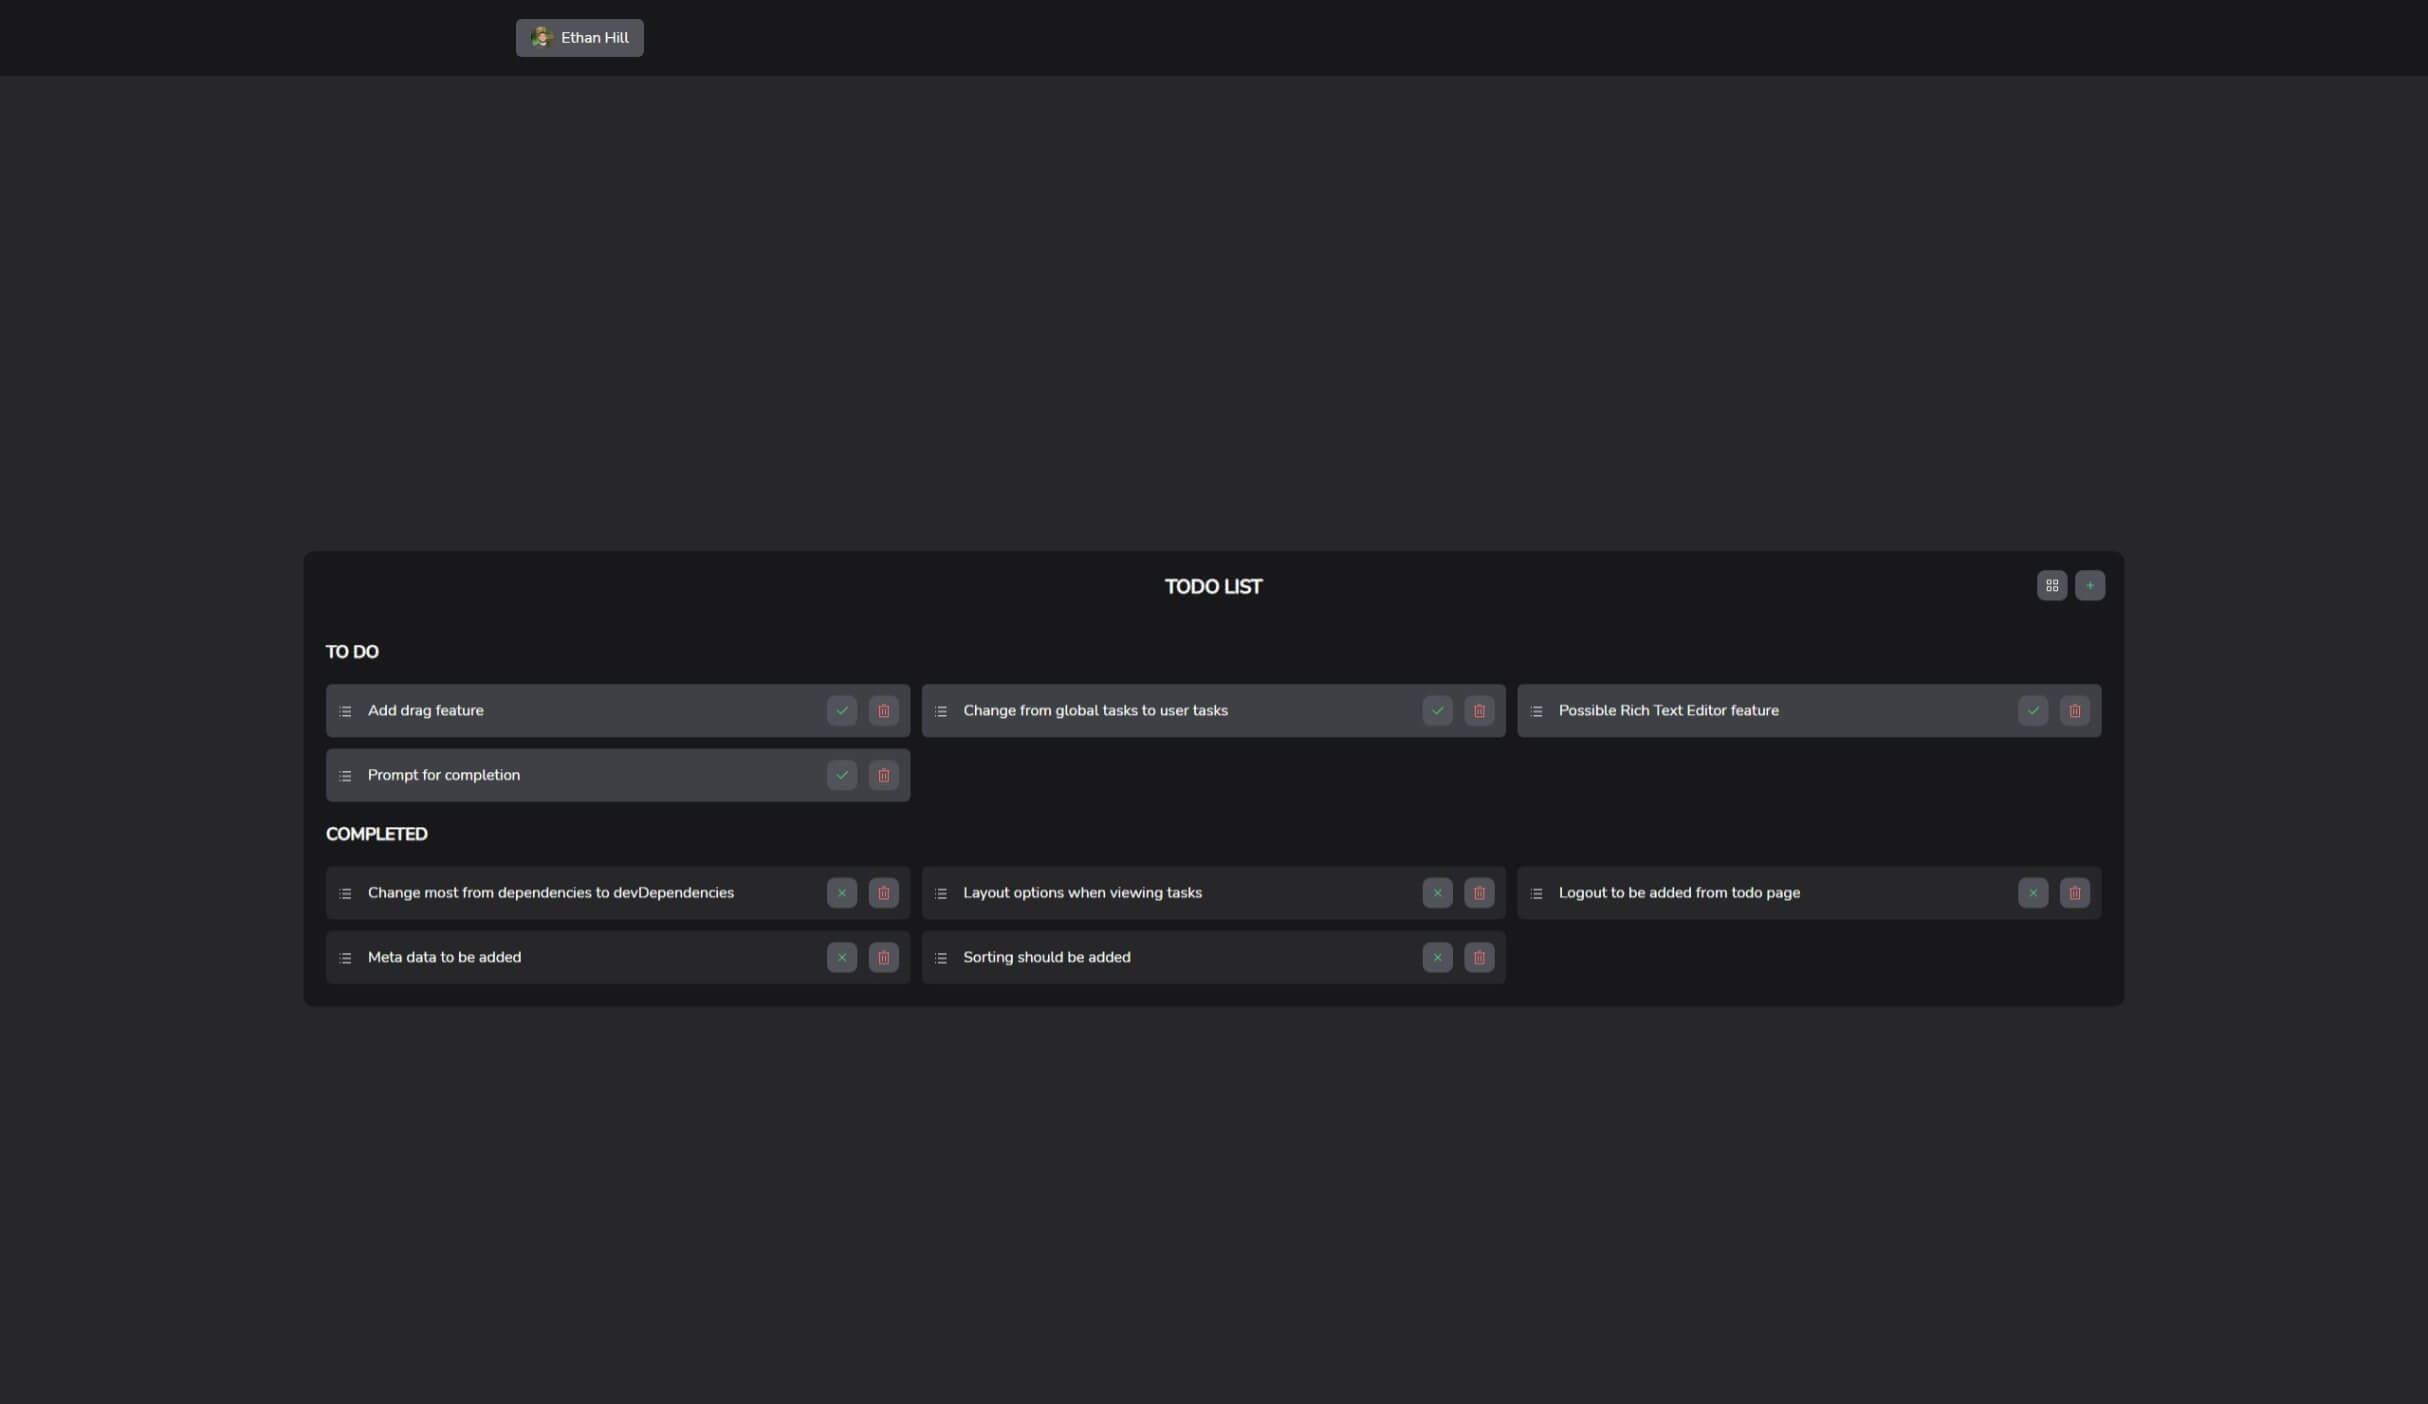 Ethan Hill
TODO LIST
TO DO
Add drag feature
Change from global tasks to user tasks
Possible Rich Text Editor feature
Prompt for completion
COMPLETED
Change most from dependencies to devDependencies
Layout options when viewing tasks
Logout to be added from todo page
Meta data to be added
Sorting should be added